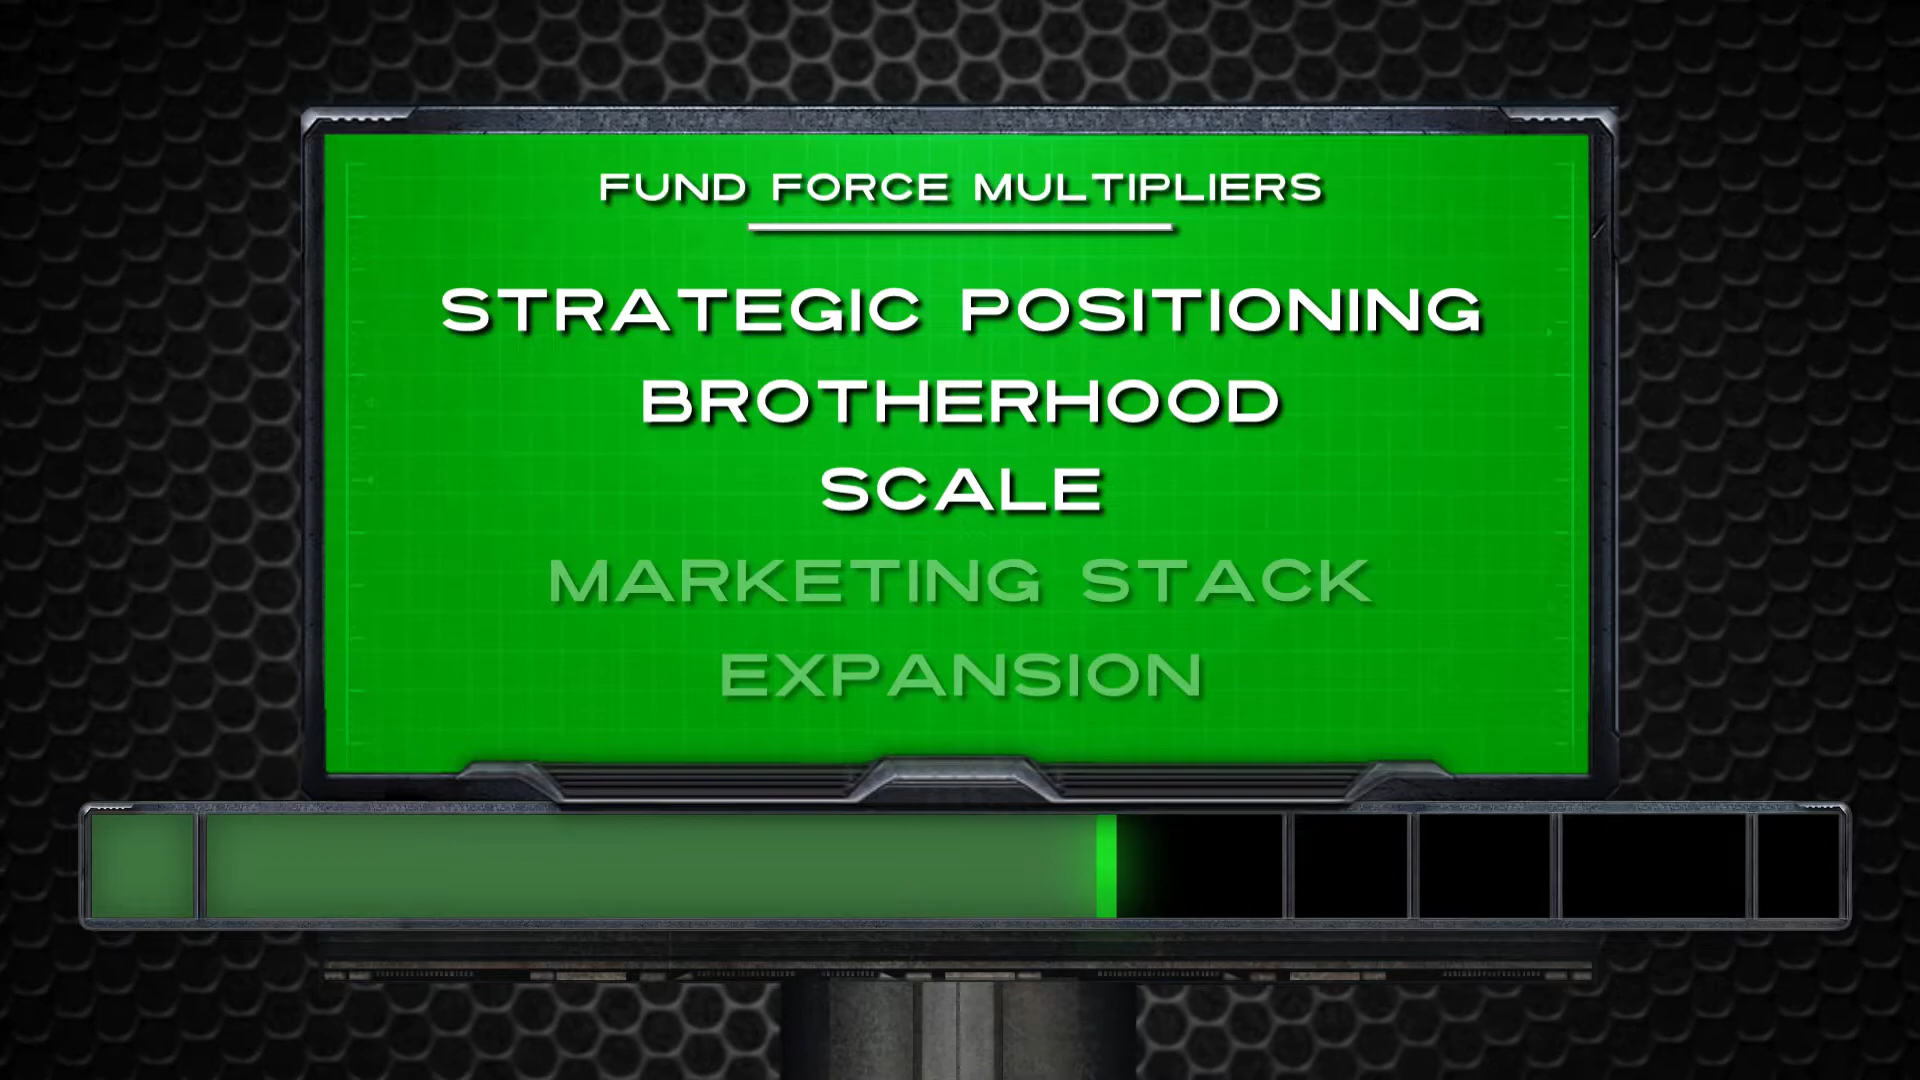 FUND FORCE MULTIPLIERS
STRATEGIC POSITIONING
BROTHERHOOD
SCALE
MARKETING STACK
EXPANSION